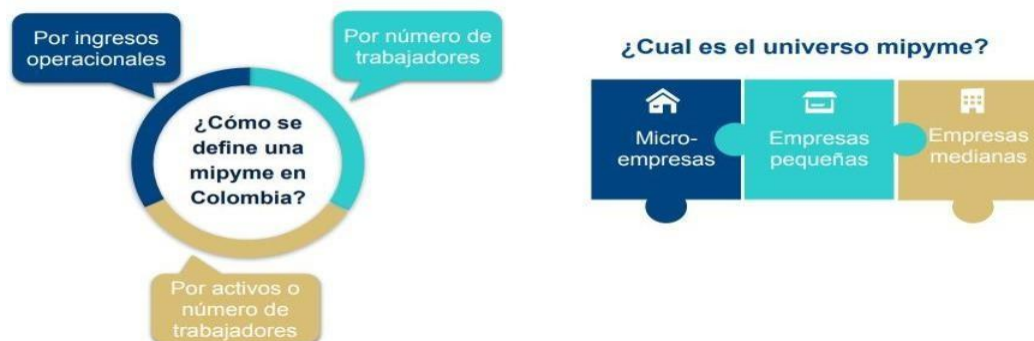 Por ingresos
operacionales
Por número de
trabajadores
¿Cómo se
define una
mipyme en
Colombia?
Por activos o
número de
trabajadores
¿Cual es el universo mipyme?
Micro-
empresas
Empresas
pequeñas
Empresas
medianas